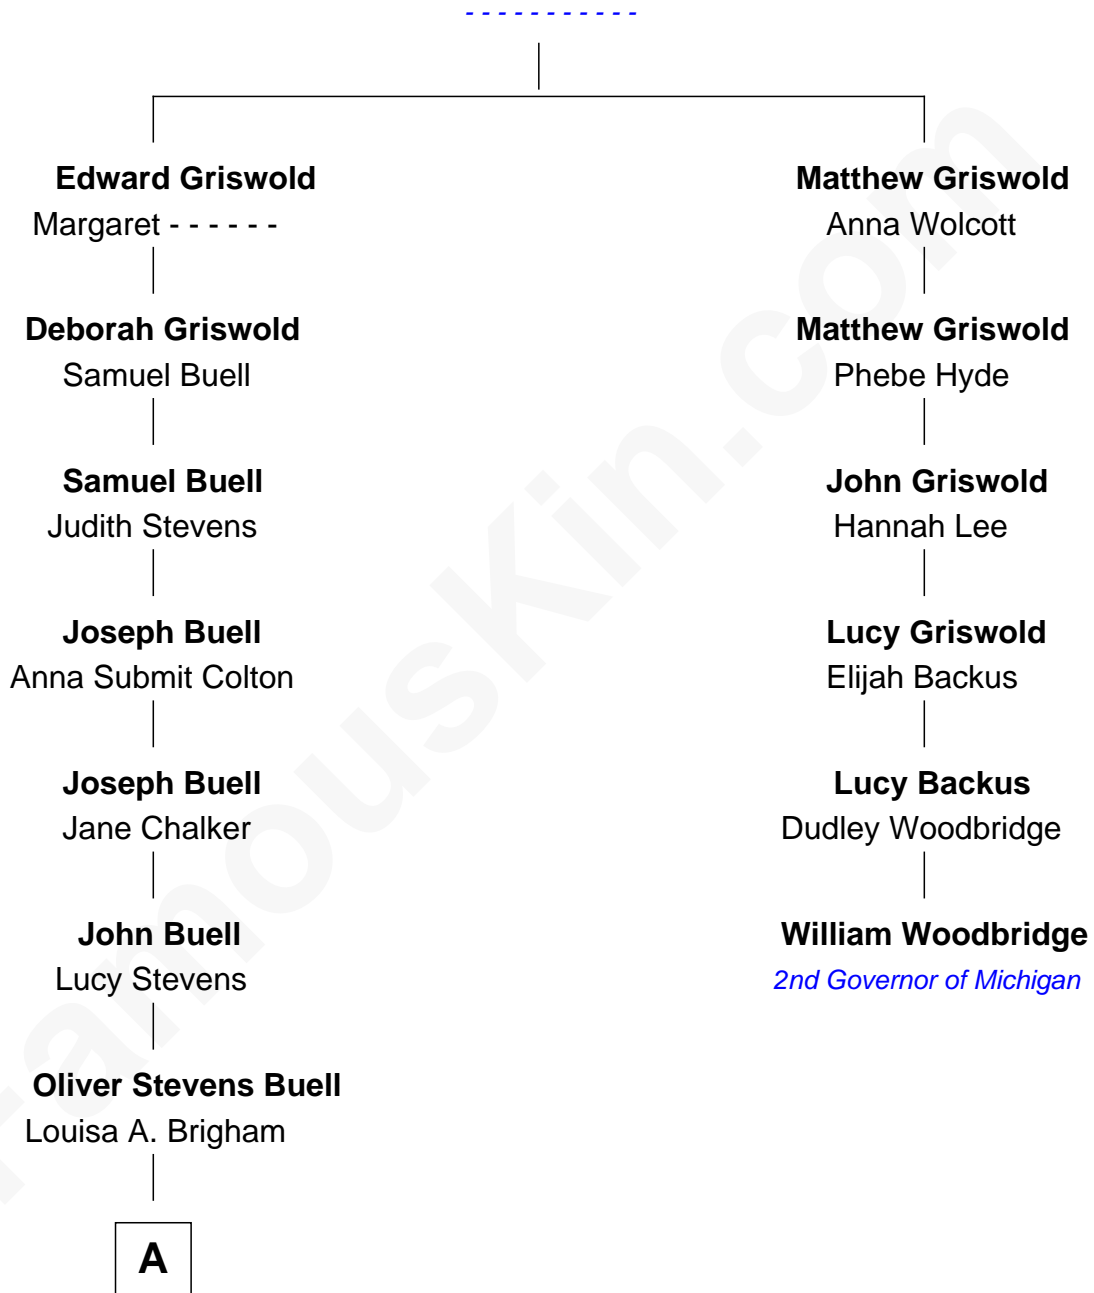 - - - - - - - - - - -
Edward Griswold
Margaret - - - - - -
Deborah Griswold
Samuel Buell
Samuel Buell
Judith Stevens
Joseph Buell
Anna Submit Colton
Joseph Buell
Jane Chalker
John Buell
Lucy Stevens
Oliver Stevens Buell
Louisa A. Brigham
A
Matthew Griswold
Anna Wolcott
Matthew Griswold
Phebe Hyde
John Griswold
Hannah Lee
Lucy Griswold
Elijah Backus
Lucy Backus
Dudley Woodbridge
William Woodbridge
2nd Governor of Michigan
FamousKin.com